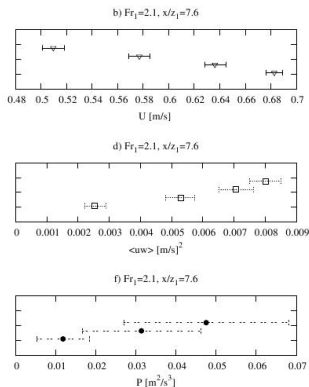 b) Fr₁=2.1, x/z₁=7.6
0.48 0.5 0.52 0.54 0.56 0.58 0.6 0.62 0.64 0.66 0.68 0.7
U [m/s]
d) Fr₁=2.1, x/z₁=7.6
0 0.001 0.002 0.003 0.004 0.005 0.006 0.007 0.008 0.009
<uw> [m/s]²
f) Fr₁=2.1, x/z₁=7.6
0 0.01 0.02 0.03 0.04 0.05 0.06 0.07
P [m²/s³]